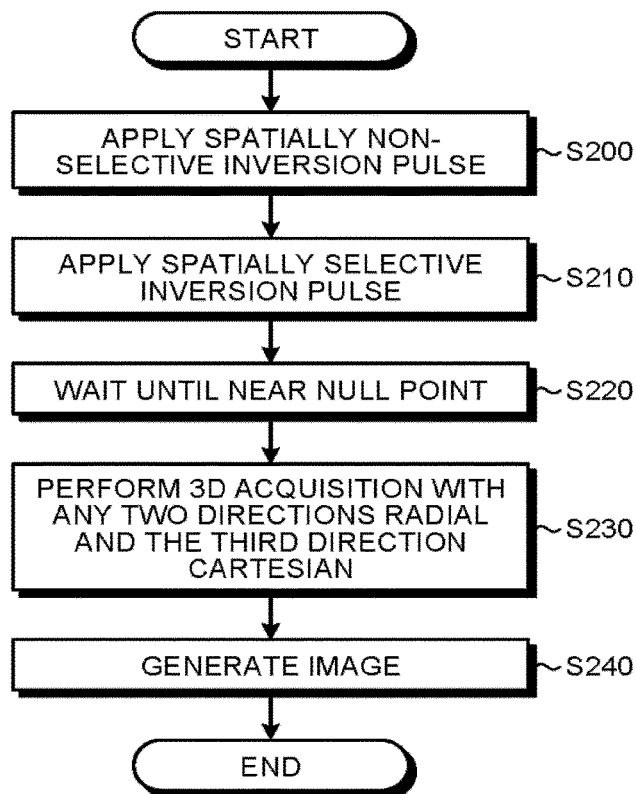 START
APPLY SPATIALLY NON-
SELECTIVE INVERSION PULSE
S200
APPLY SPATIALLY SELECTIVE
INVERSION PULSE
S210
WAIT UNTIL NEAR NULL POINT
S220
PERFORM 3D ACQUISITION WITH
ANY TWO DIRECTIONS RADIAL
AND THE THIRD DIRECTION
CARTESIAN
S230
GENERATE IMAGE
S240
END